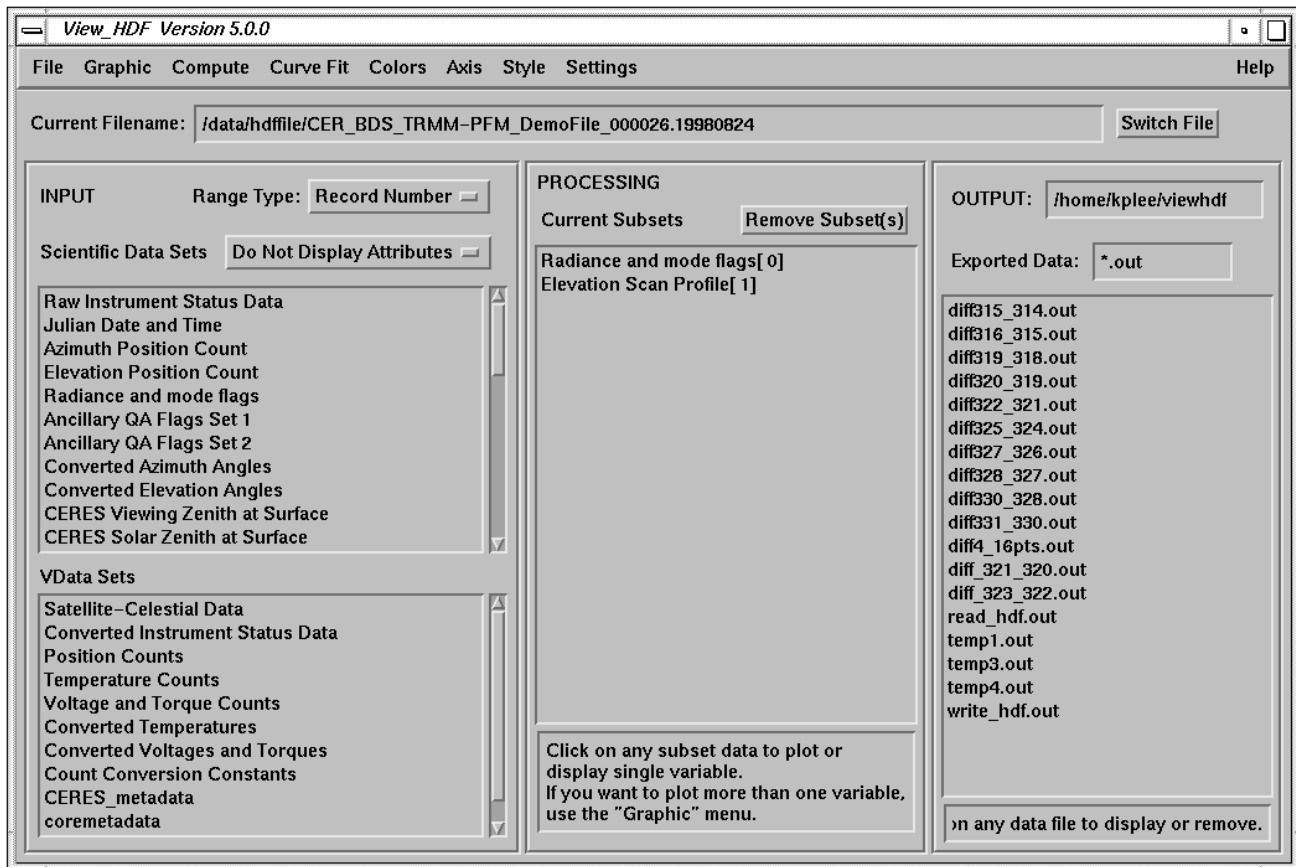 View_HDF Version 5.0.0
File Graphic Compute Curve Fit Colors Axis Style Settings Help
Current Filename: /data/hdffile/CER_BDS_TRMM-PFM_DemoFile_000026.19980824 Switch File
INPUT Range Type: Record Number
Scientific Data Sets Do Not Display Attributes
Raw Instrument Status Data
Julian Date and Time
Azimuth Position Count
Elevation Position Count
Radiance and mode flags
Ancillary QA Flags Set 1
Ancillary QA Flags Set 2
Converted Azimuth Angles
Converted Elevation Angles
CERES Viewing Zenith at Surface
CERES Solar Zenith at Surface
VData Sets
Satellite-Celestial Data
Converted Instrument Status Data
Position Counts
Temperature Counts
Voltage and Torque Counts
Converted Temperatures
Converted Voltages and Torques
Count Conversion Constants
CERES_metadata
coremetadata
PROCESSING
Current Subsets Remove Subset(s)
Radiance and mode flags[ 0]
Elevation Scan Profile[ 1]
Click on any subset data to plot or
display single variable.
If you want to plot more than one variable,
use the "Graphic" menu.
OUTPUT: /home/kplee/viewhdf
Exported Data: *.out
diff315_314.out
diff316_315.out
diff319_318.out
diff320_319.out
diff322_321.out
diff325_324.out
diff327_326.out
diff328_327.out
diff330_328.out
diff331_330.out
diff4_16pts.out
diff_321_320.out
diff_323_322.out
read_hdf.out
temp1.out
temp3.out
temp4.out
write_hdf.out
on any data file to display or remove.